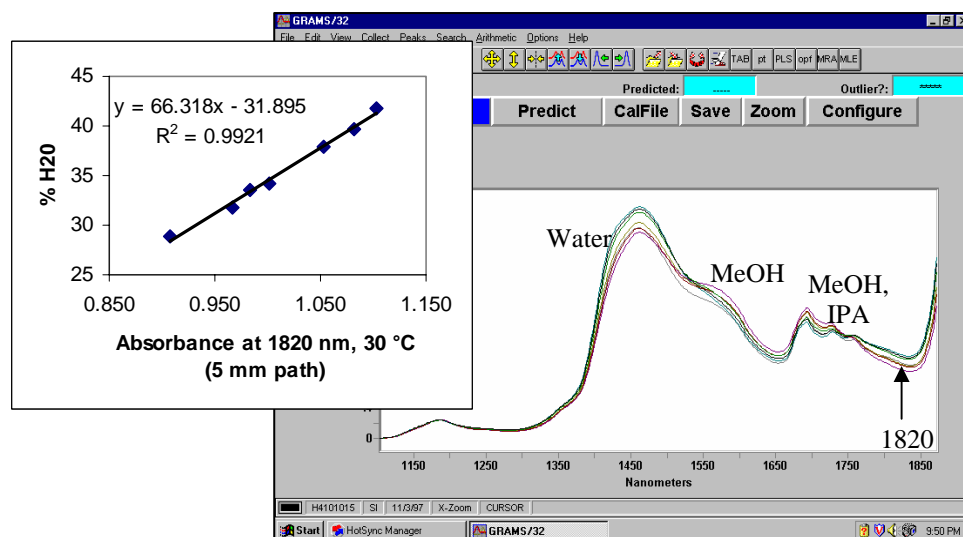 GRAMS/32
File Edit View Collect Peaks Search Arithmetic Options Help
TAB pt PLS opf MRA MLE
Predicted: ----- Outlier?: *****
Predict CalFile Save Zoom Configure
y = 66.318x - 31.895
R² = 0.9921
% H20
45
40
35
30
25
0.850 0.950 1.050 1.150
Absorbance at 1820 nm, 30 °C
(5 mm path)
Water
MeOH
MeOH,
IPA
1820
0
1150 1250 1350 1450 1550 1650 1750 1850
Nanometers
H4101015 SI 11/3/97 X-Zoom CURSOR
Start HotSync Manager GRAMS/32 9:50 PM